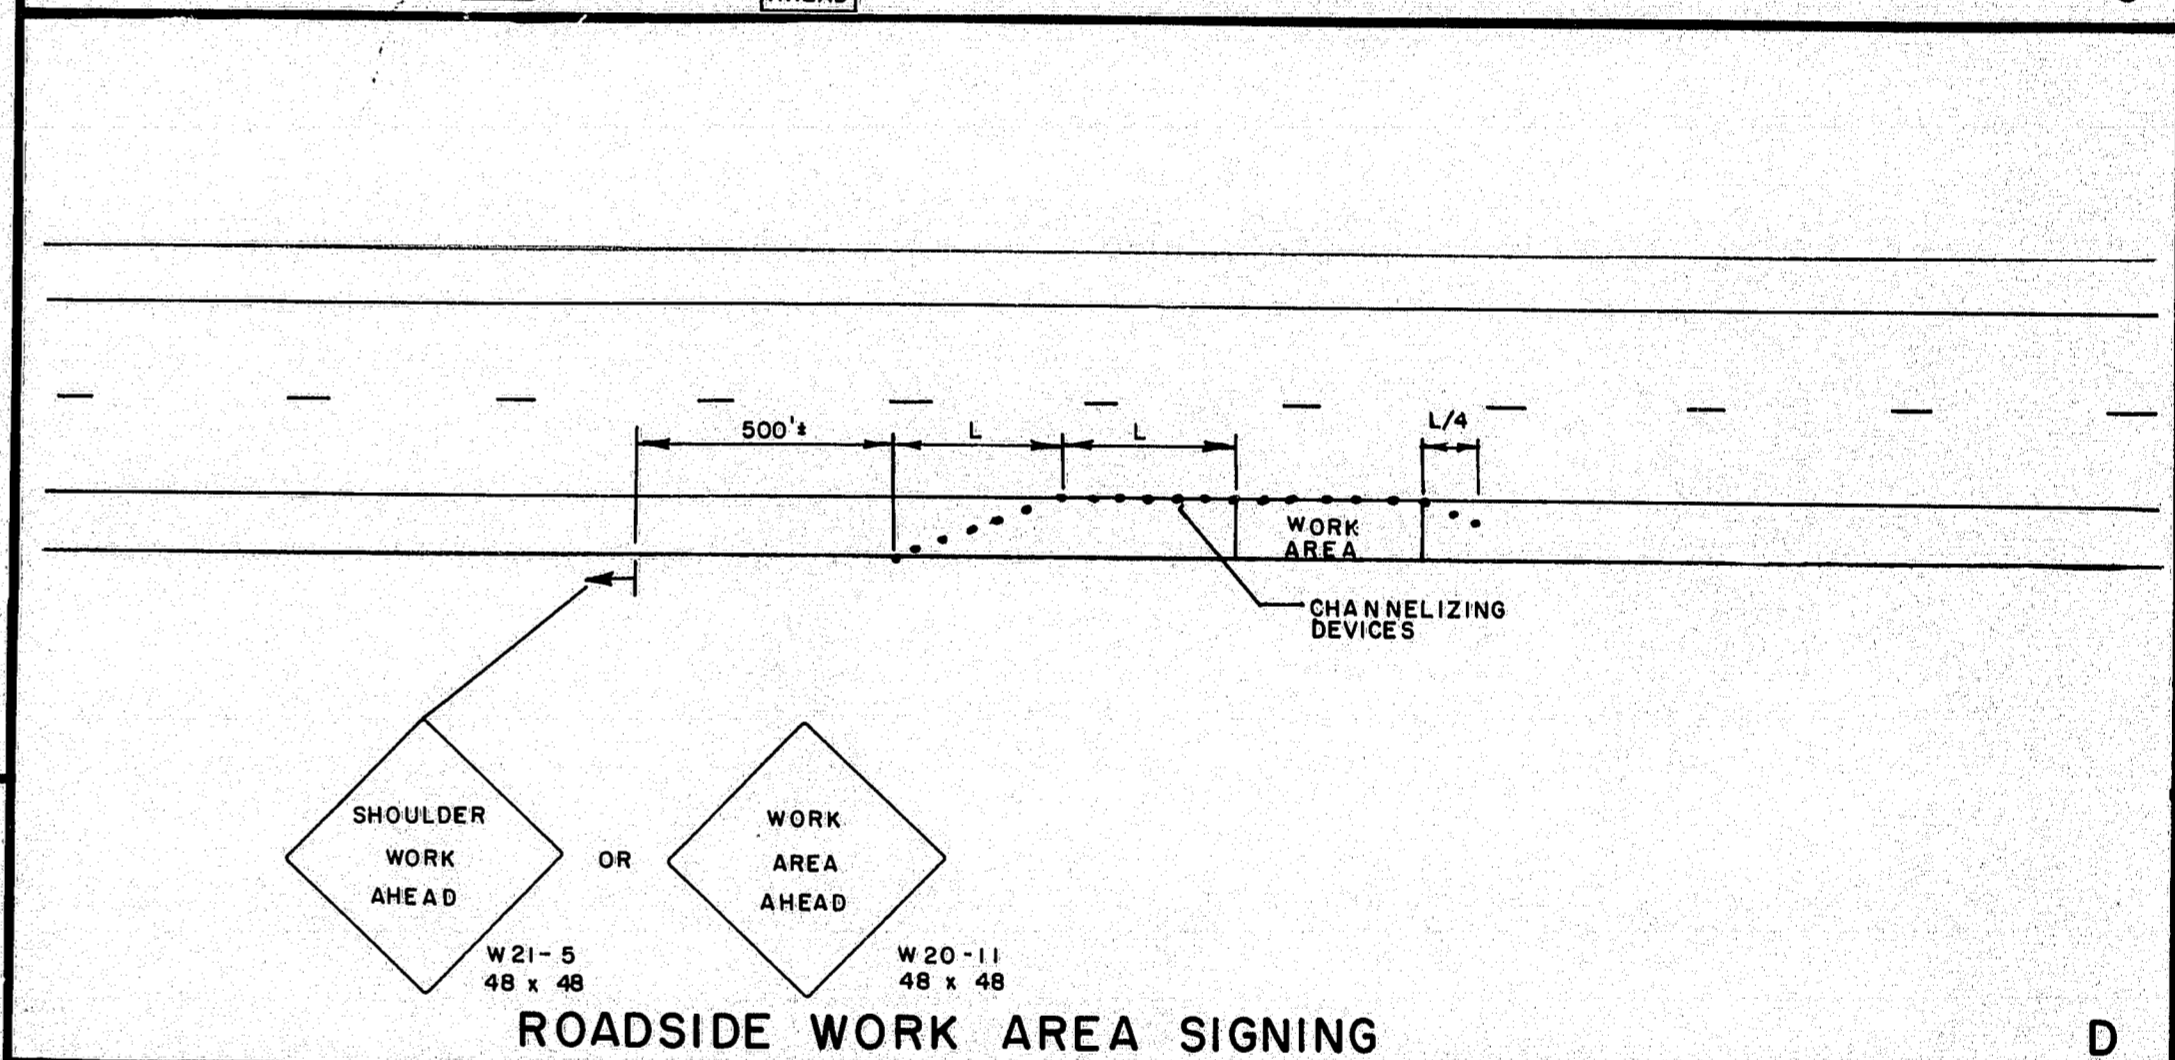 500'±
L
L
L/4
WORK
AREA
CHANNELIZING
DEVICES
SHOULDER
WORK
AHEAD
OR
WORK
AREA
AHEAD
W21-5
48 x 48
W20-11
48 x 48
ROADSIDE WORK AREA SIGNING
D